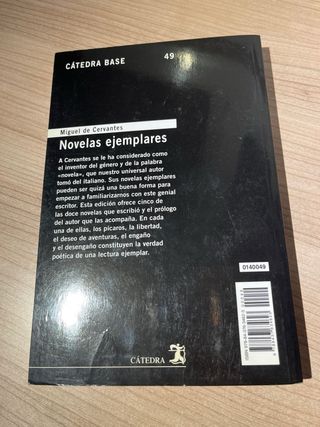 CÁTEDRA BASE 49
Miguel de Cervantes
Novelas ejemplares
A Cervantes se le ha considerado como
el inventor del género y de la palabra
«novela», que nuestro universal autor
tomó del italiano. Sus novelas ejemplares
pueden ser quizá una buena forma para
empezar a familiarizarnos con este genial
escritor. Esta edición ofrece cinco de
las doce novelas que escribió y el prólogo
del autor que las acompaña. En cada
una de ellas, los pícaros, la libertad,
el deseo de aventuras, el engaño
y el desengaño constituyen la verdad
poética de una lectura ejemplar.
0140049
CÁTEDRA